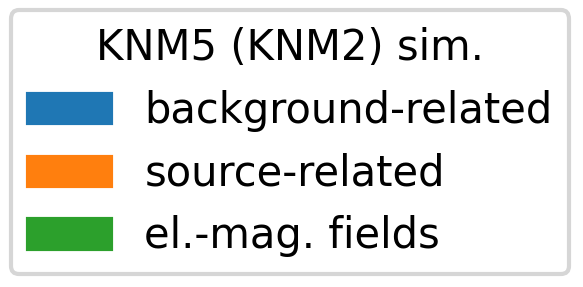 KNM5 (KNM2) sim.
background-related
source-related
el.-mag. fields